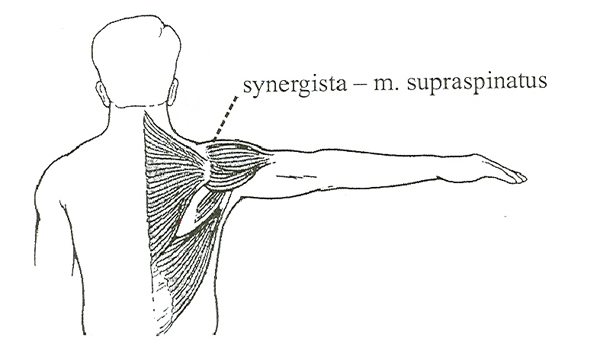 synergista – m. supraspinatus